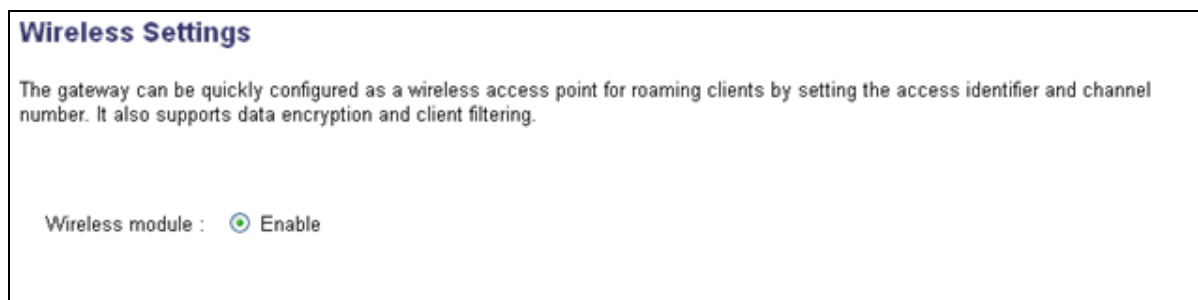 Wireless Settings
The gateway can be quickly configured as a wireless access point for roaming clients by setting the access identifier and channel
number. It also supports data encryption and client filtering.
Wireless module : Enable